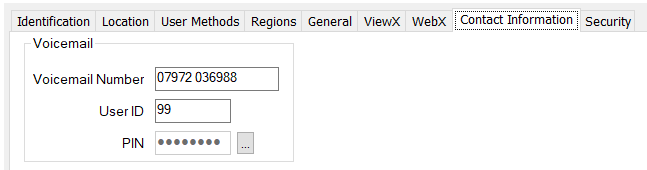 Identification Location User Methods Regions General ViewX WebX Contact Information Security
Voicemail
Voicemail Number 07972 036988
User ID 99
PIN ●●●●●●●● ...